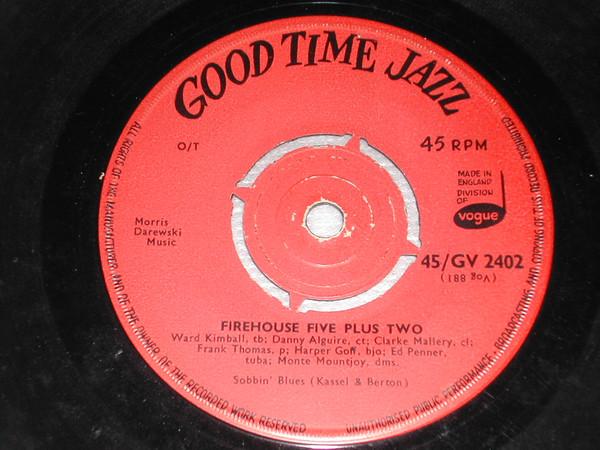 GOOD TIME JAZZ
O/T
45 RPM
MADE IN
ENGLAND
DIVISION
OF
vogue
Morris
Darewski
Music
45/GV 2402
(Vog 881)
FIREHOUSE FIVE PLUS TWO
Ward Kimball, tb; Danny Alguire, ct; Clarke Mallery, cl;
Frank Thomas, p; Harper Goff, bjo; Ed Penner,
tuba; Monte Mountjoy, dms.
Sobbin' Blues (Kassel & Berton)
ALL RIGHTS OF THE MANUFACTURER AND OF THE OWNER OF THE RECORDED WORK RESERVED
UNAUTHORISED PUBLIC PERFORMANCE · BROADCASTING AND COPYING OF THIS RECORD PROHIBITED